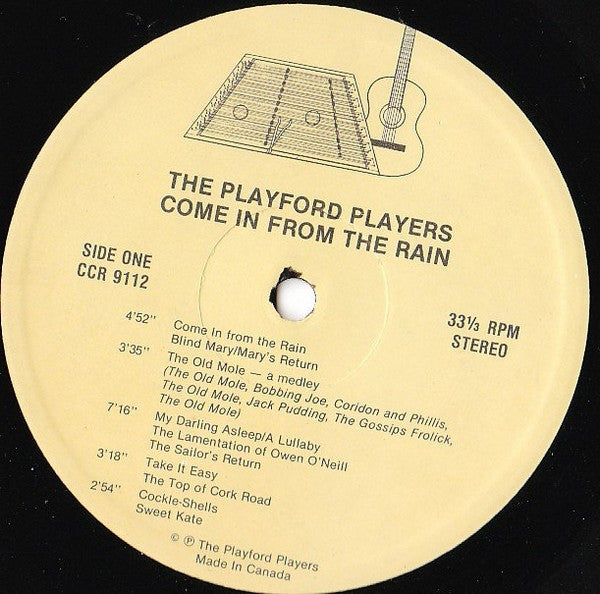 THE PLAYFORD PLAYERS
COME IN FROM THE RAIN
SIDE ONE
CCR 9112
33⅓ RPM
STEREO
4'52" Come In from the Rain
Blind Mary/Mary's Return
3'35" The Old Mole — a medley
(The Old Mole, Bobbing Joe, Coridon and Phyllis,
The Old Mole, Jack Pudding, The Gossips Frolick,
The Old Mole)
7'16" My Darling Asleep/A Lullaby
The Lamentation of Owen O'Neill
The Sailor's Return
3'18" Take It Easy
The Top of Cork Road
2'54" Cockle-Shells
Sweet Kate
© ℗ The Playford Players
Made In Canada